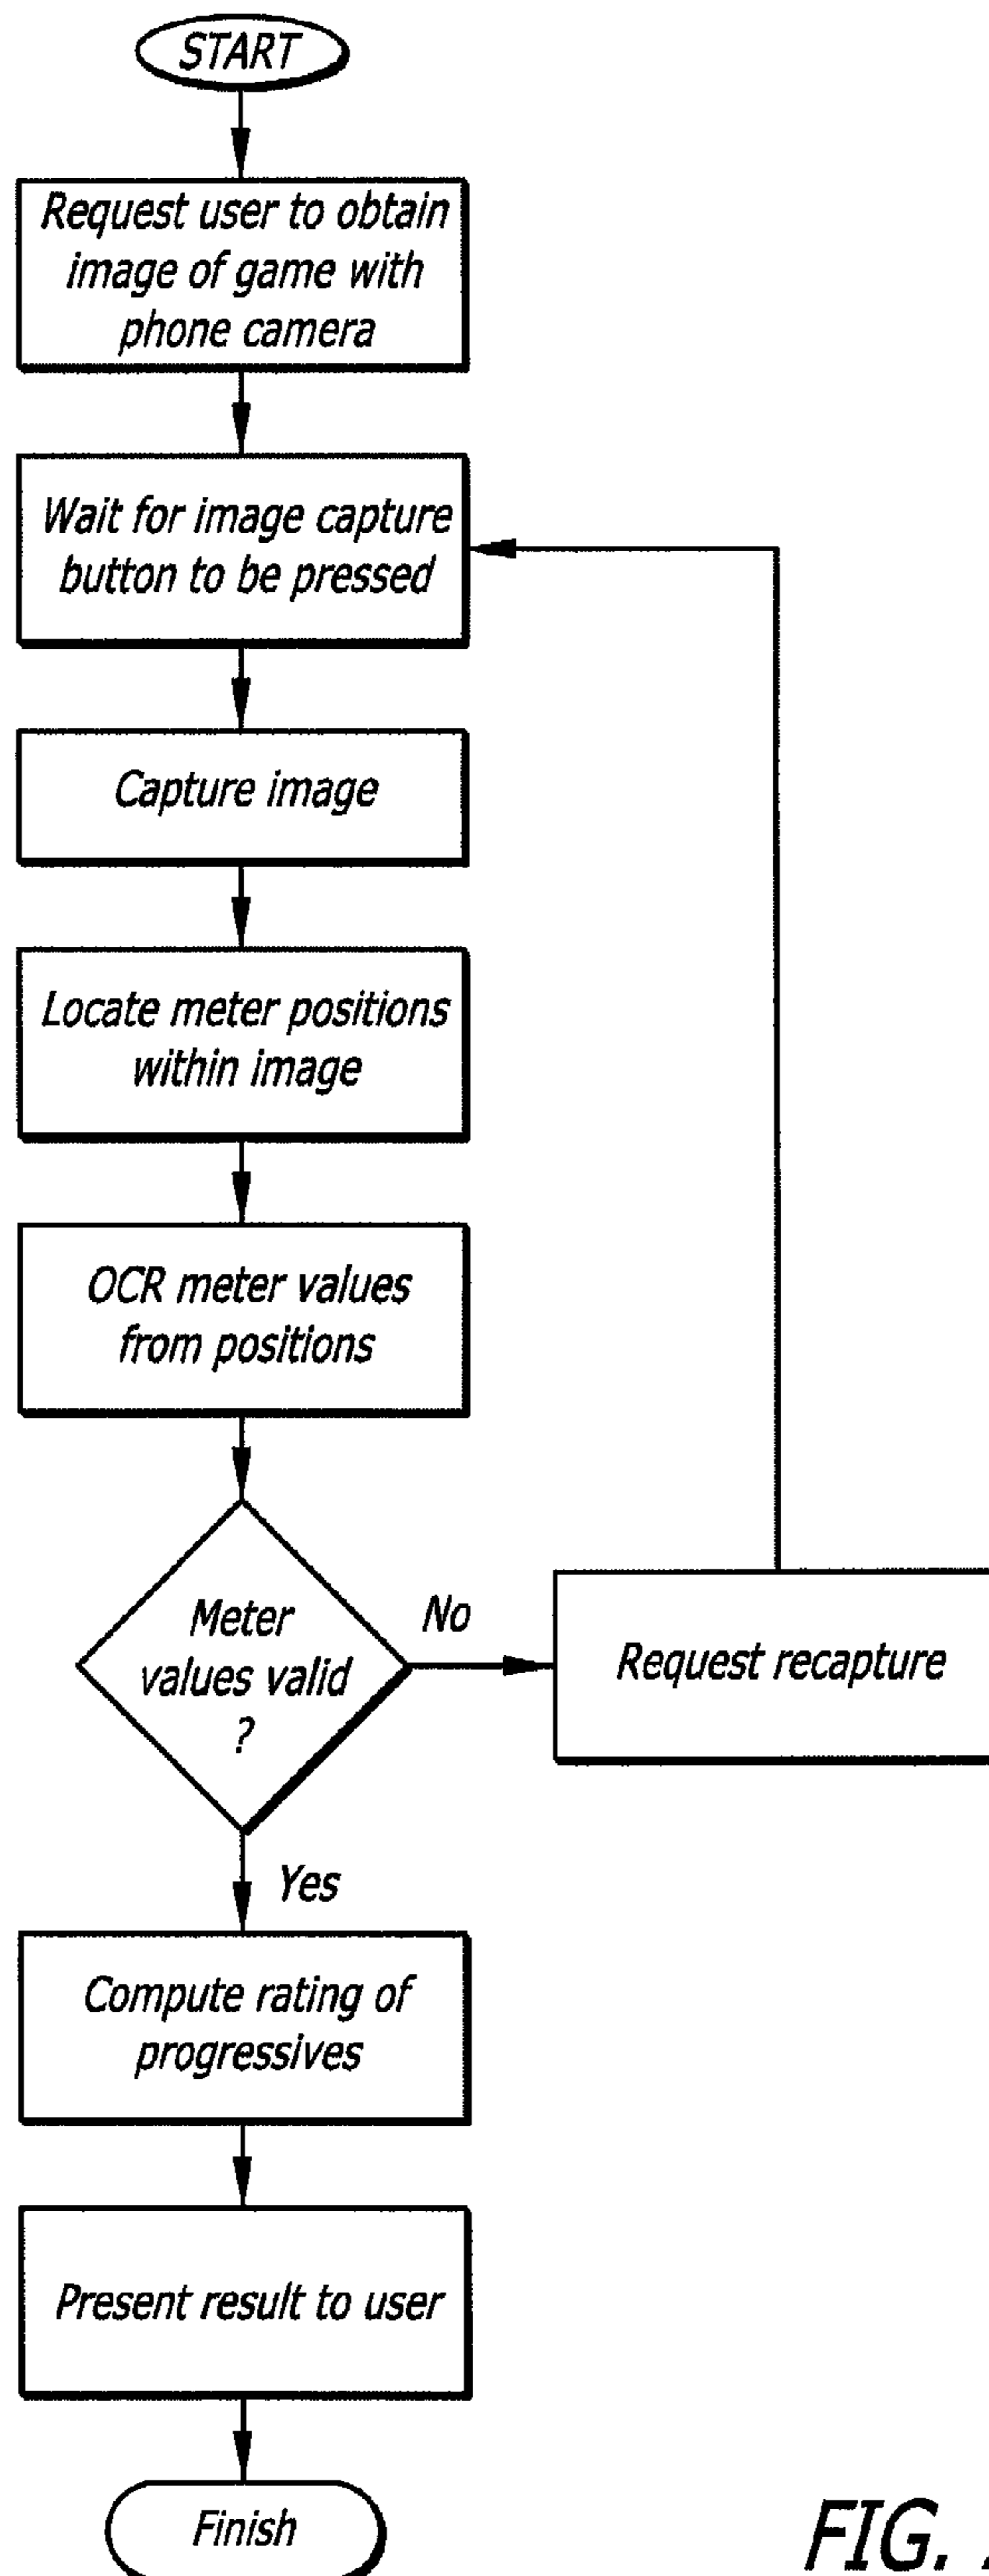 START
Request user to obtain
image of game with
phone camera
Wait for image capture
button to be pressed
Capture image
Locate meter positions
within image
OCR meter values
from positions
Meter
values valid
?
No
Request recapture
Yes
Compute rating of
progressives
Present result to user
Finish
FIG.